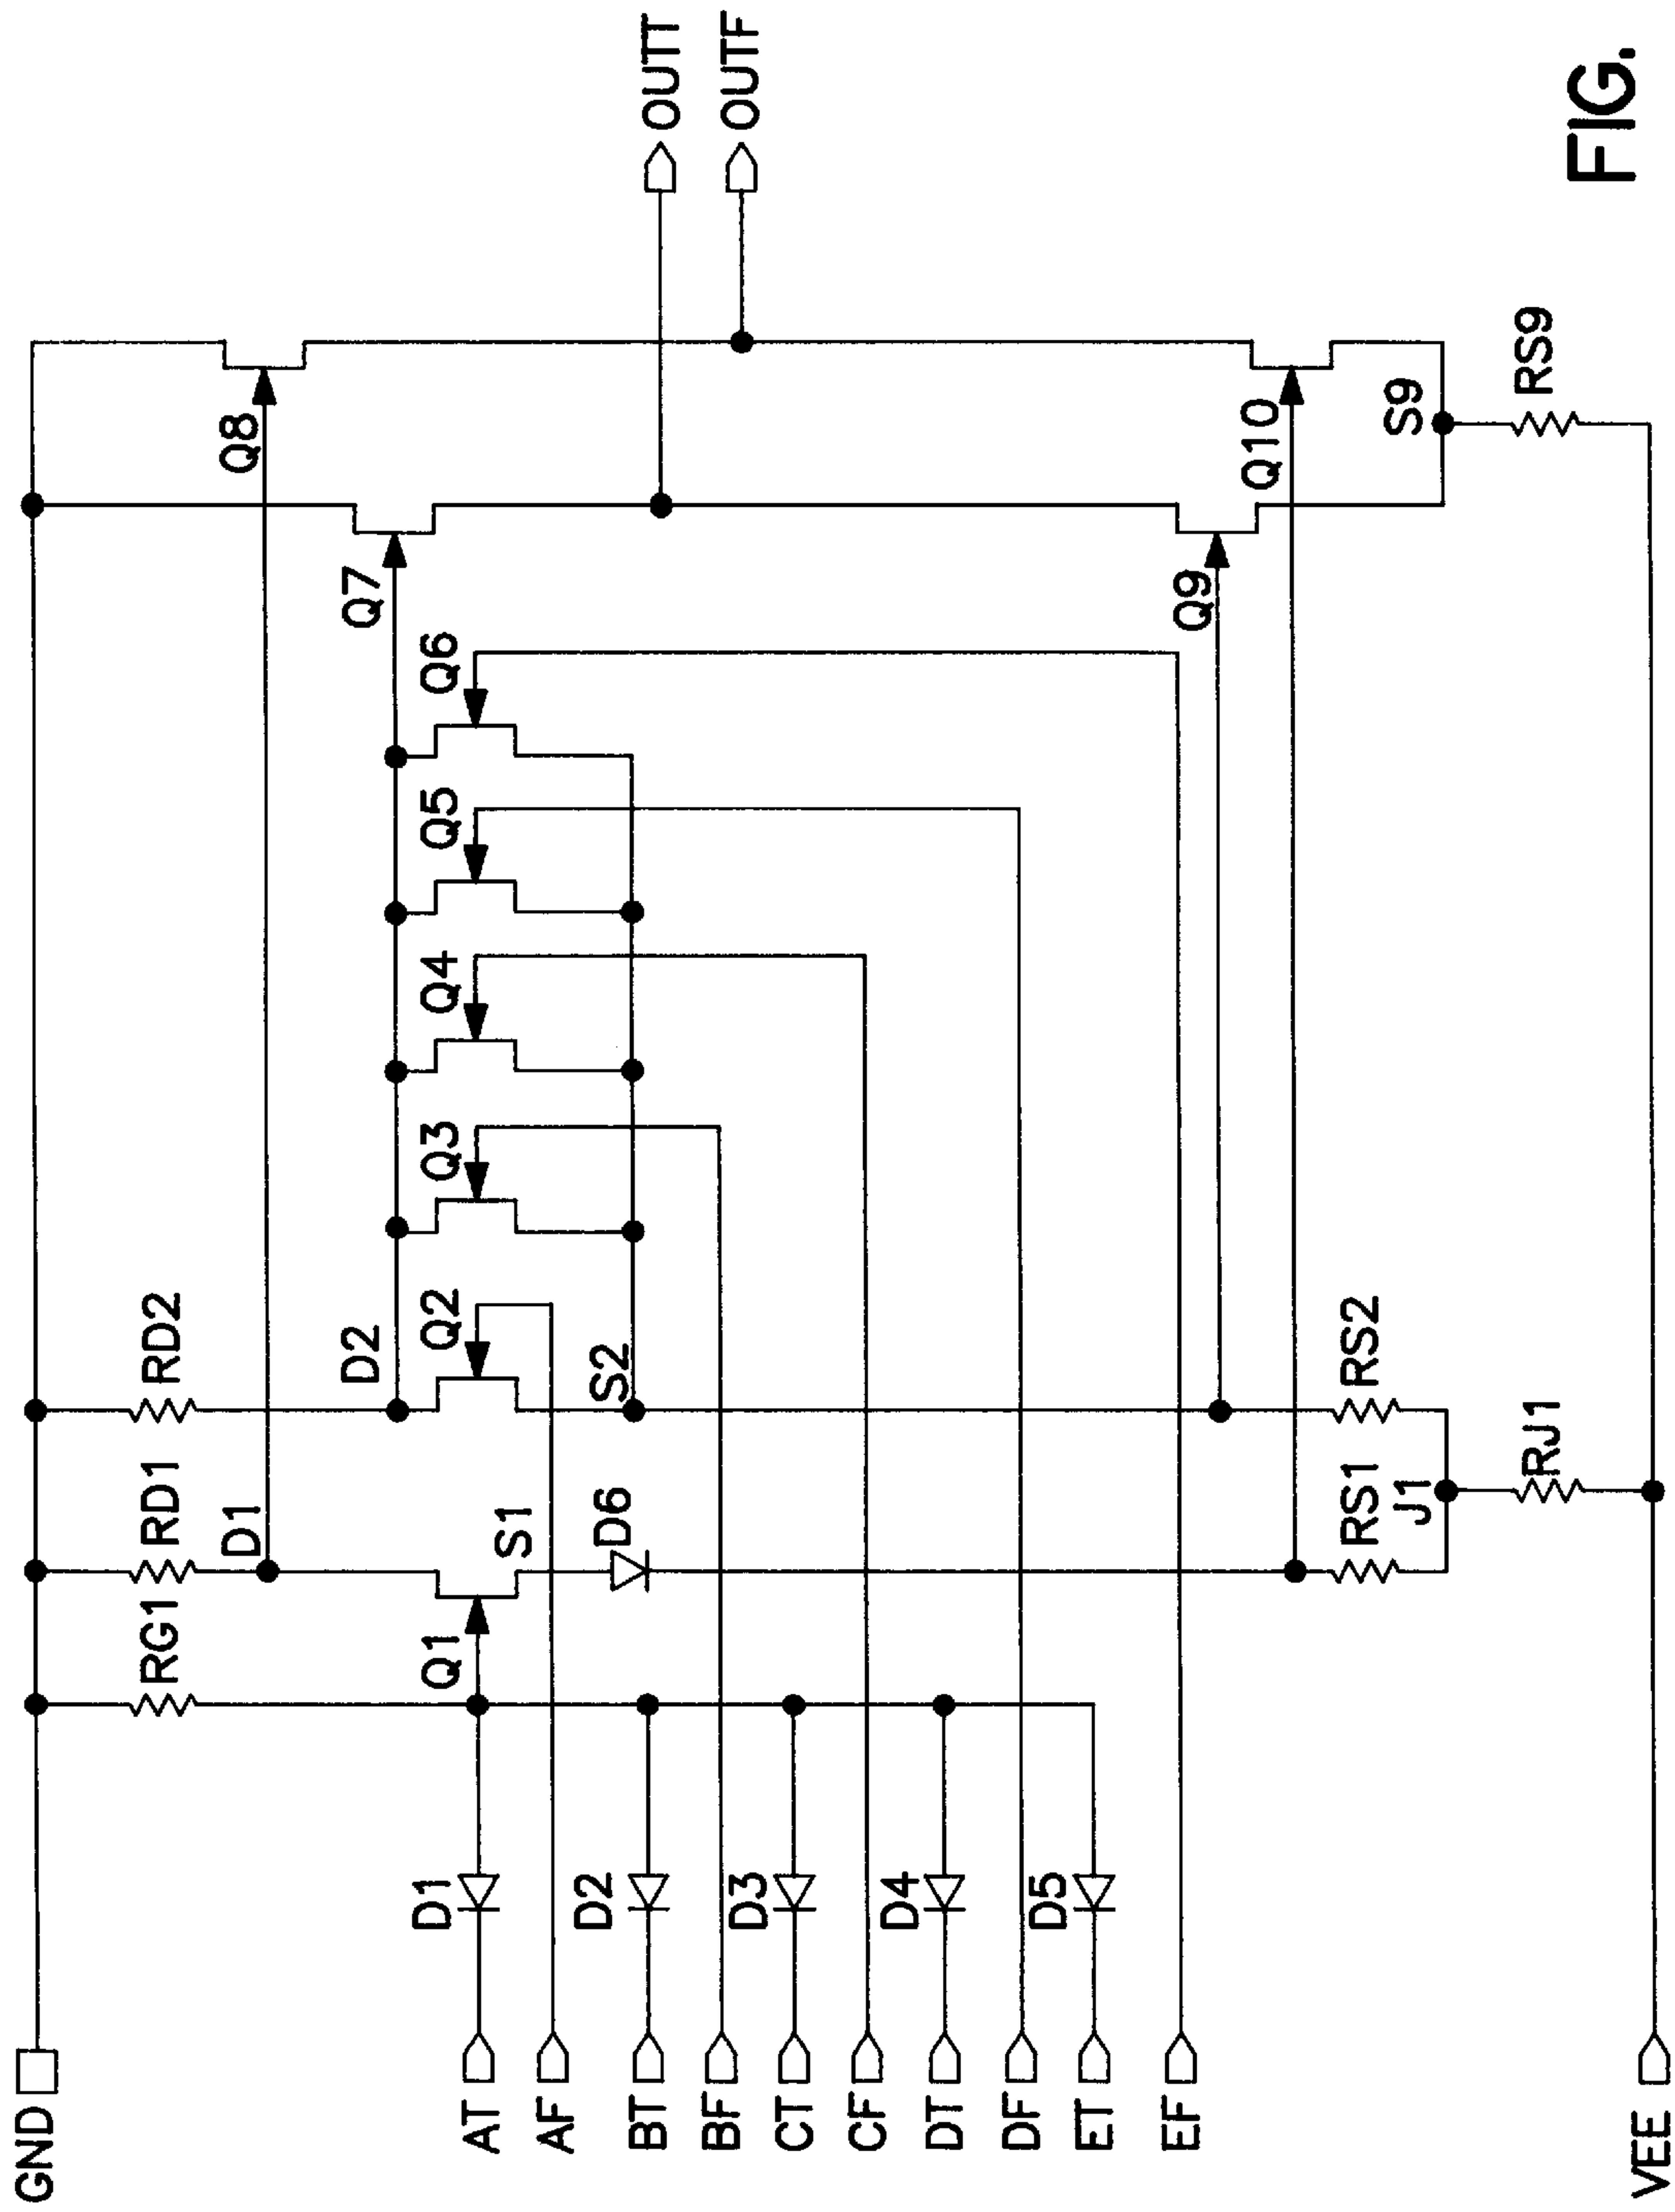 GND
RG1
RD1
RD2
D1
Q8
D2
Q7
Q1
Q2
Q3
Q4
Q5
Q6
S1
D6
S2
OUTT
OUTF
AT
D1
AF
BT
D2
BF
CT
D3
CF
DT
D4
DF
ET
D5
EF
Q9
Q10
RS1
RS2
J1
S9
RJ1
RS9
VEE
FIG.